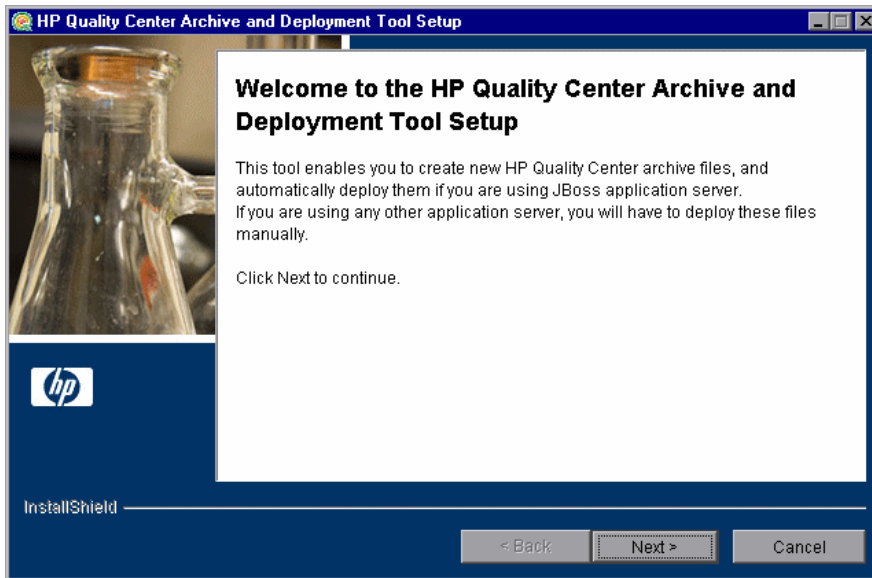 HP Quality Center Archive and Deployment Tool Setup
Welcome to the HP Quality Center Archive and
Deployment Tool Setup
This tool enables you to create new HP Quality Center archive files, and
automatically deploy them if you are using JBoss application server.
If you are using any other application server, you will have to deploy these files
manually.
Click Next to continue.
hp
InstallShield
< Back
Next >
Cancel